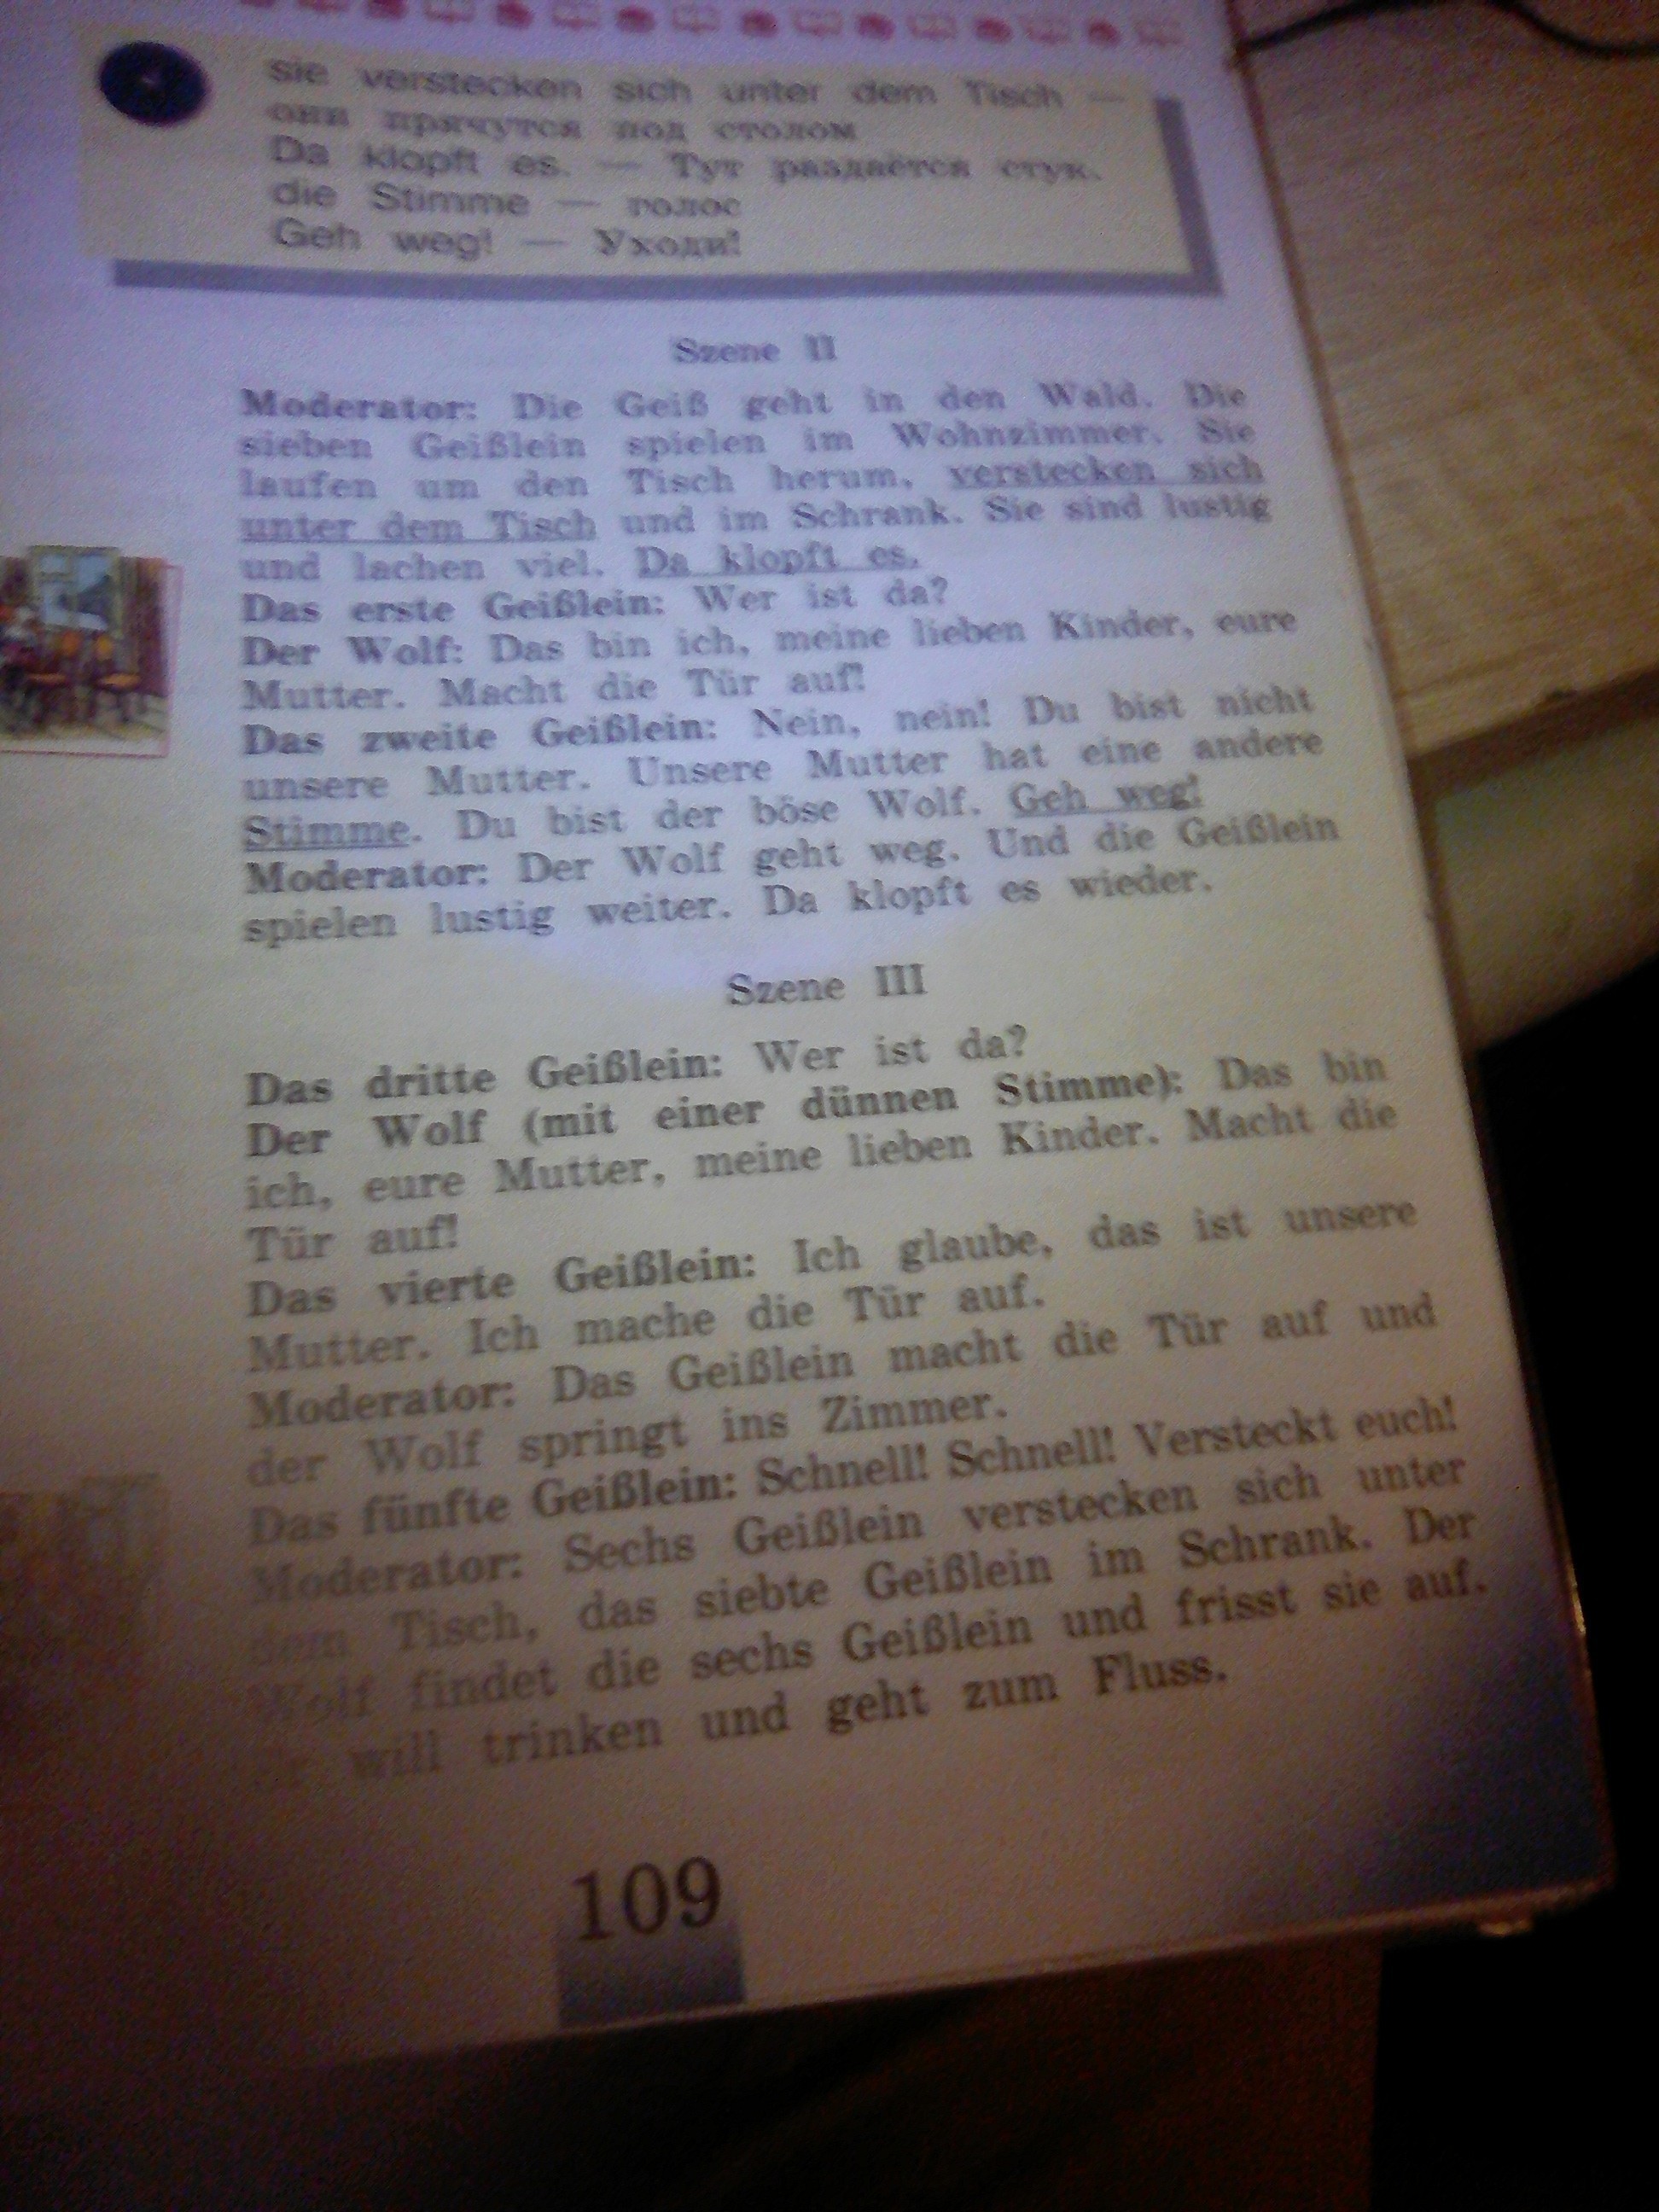 sie verstecken sich unter dem Tisch —
они прячутся под столом
Da klopft es. — Тут раздаётся стук.
die Stimme — голос
Geh weg! — Уходи!
Szene II
Moderator: Die Geiß geht in den Wald. Die
sieben Geißlein spielen im Wohnzimmer. Sie
laufen um den Tisch herum, verstecken sich
unter dem Tisch und im Schrank. Sie sind lustig
und lachen viel. Da klopft es.
Das erste Geißlein: Wer ist da?
Der Wolf: Das bin ich, meine lieben Kinder, eure
Mutter. Macht die Tür auf!
Das zweite Geißlein: Nein, nein! Du bist nicht
unsere Mutter. Unsere Mutter hat eine andere
Stimme. Du bist der böse Wolf. Geh weg!
Moderator: Der Wolf geht weg. Und die Geißlein
spielen lustig weiter. Da klopft es wieder.
Szene III
Das dritte Geißlein: Wer ist da?
Der Wolf (mit einer dünnen Stimme): Das bin
ich, eure Mutter, meine lieben Kinder. Macht die
Tür auf!
Das vierte Geißlein: Ich glaube, das ist unsere
Mutter. Ich mache die Tür auf.
Moderator: Das Geißlein macht die Tür auf und
der Wolf springt ins Zimmer.
Das fünfte Geißlein: Schnell! Schnell! Versteckt euch!
Moderator: Sechs Geißlein verstecken sich unter
dem Tisch, das siebte Geißlein im Schrank. Der
Wolf findet die sechs Geißlein und frisst sie auf.
Er will trinken und geht zum Fluss.
109